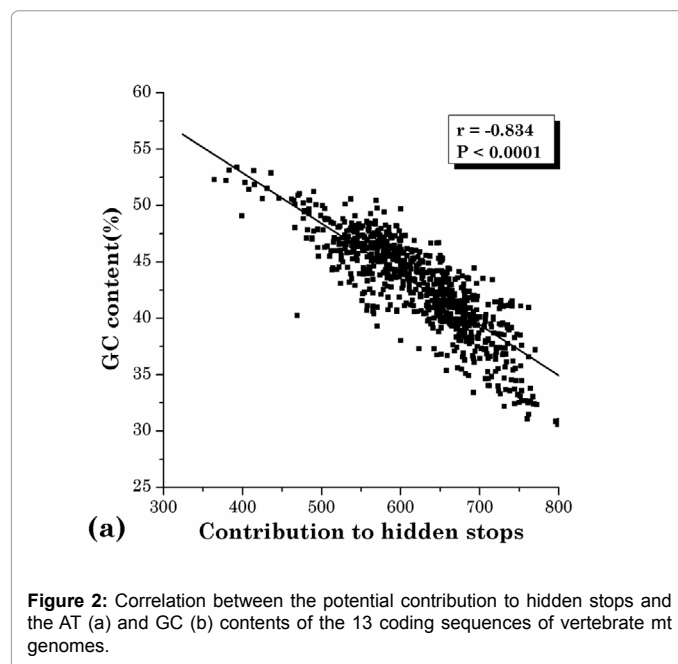 60
55
50
45
40
35
30
25
GC content(%)
r = -0.834
P < 0.0001
300 400 500 600 700 800
(a) Contribution to hidden stops
Figure 2: Correlation between the potential contribution to hidden stops and
the AT (a) and GC (b) contents of the 13 coding sequences of vertebrate mt
genomes.